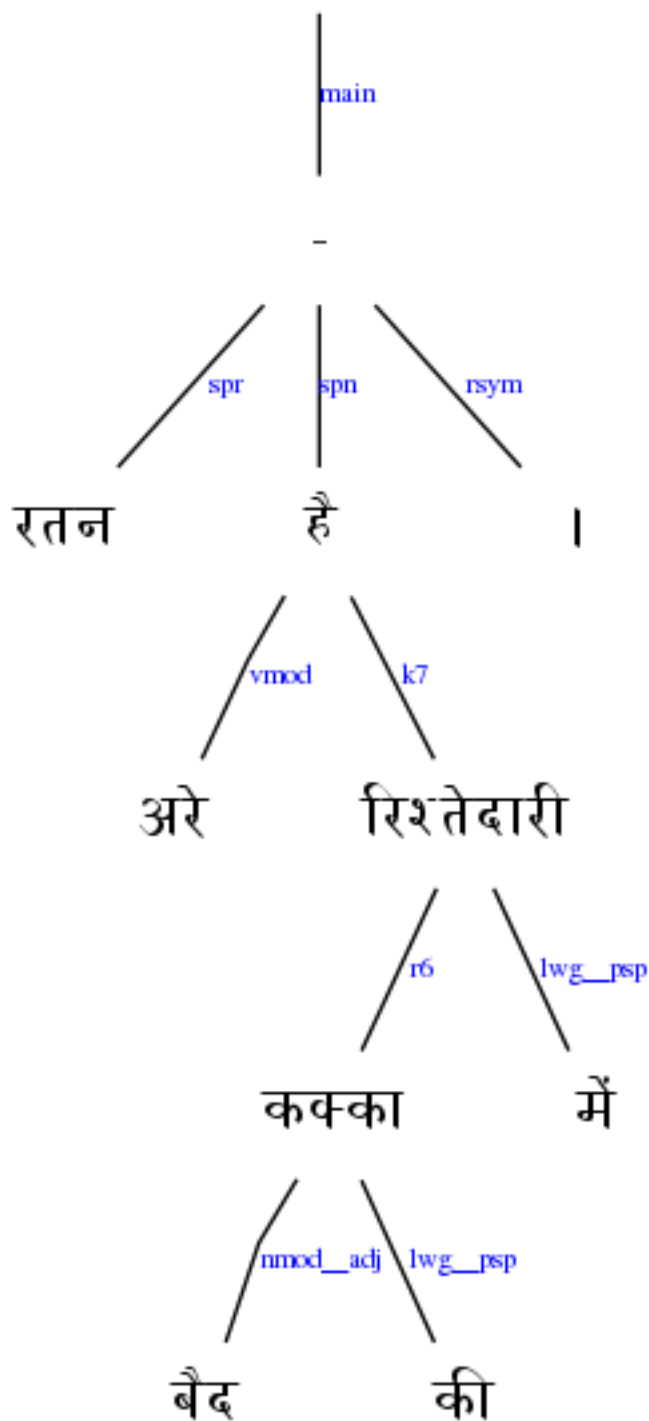 main
-
spr spn rsym
रतन है ।
vmod k7
अरे रिश्तेदारी
r6 lwg__psp
कक्का में
nmod__adj lwg__psp
बैद की